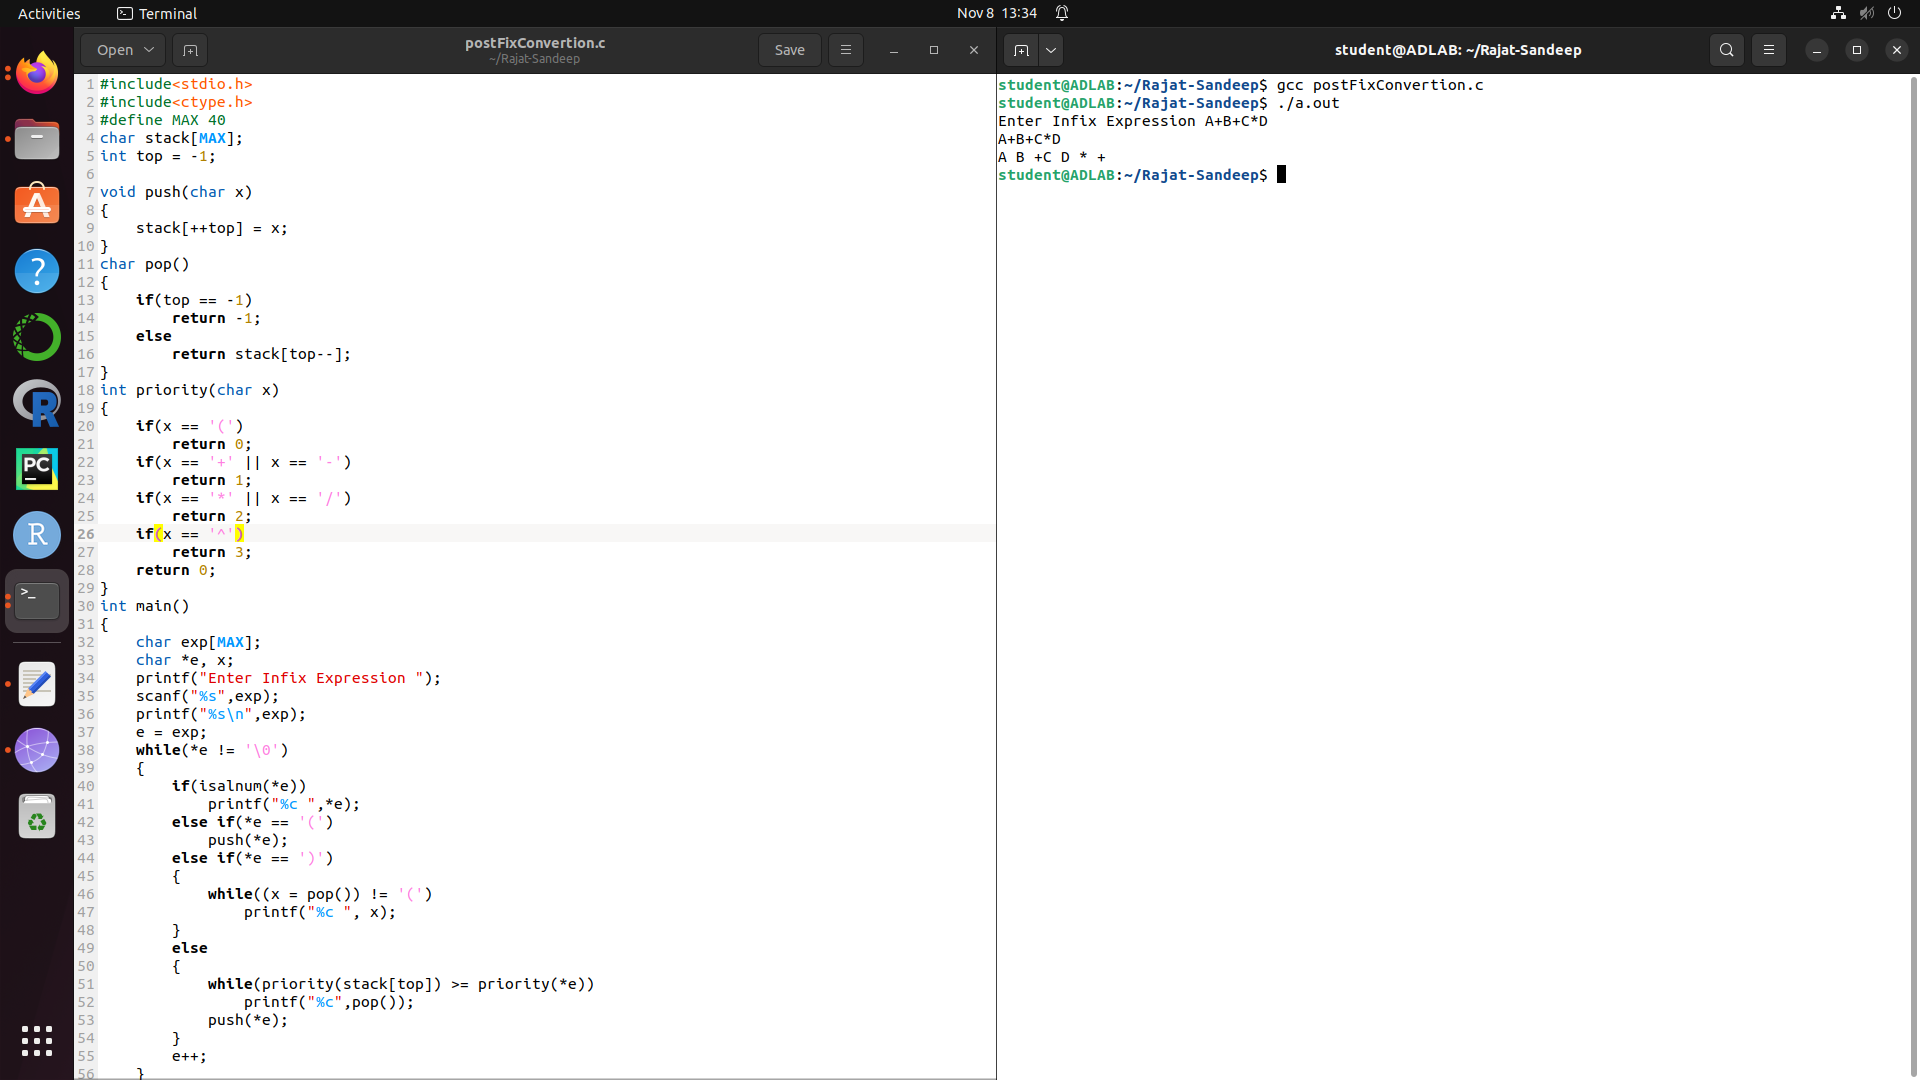 Activities Terminal Nov 8 13:34
Open postFixConvertion.c Save
~/Rajat-Sandeep
1 #include<stdio.h>
2 #include<ctype.h>
3 #define MAX 40
4 char stack[MAX];
5 int top = -1;
6
7 void push(char x)
8 {
9     stack[++top] = x;
10 }
11 char pop()
12 {
13     if(top == -1)
14         return -1;
15     else
16         return stack[top--];
17 }
18 int priority(char x)
19 {
20     if(x == '(')
21         return 0;
22     if(x == '+' || x == '-')
23         return 1;
24     if(x == '*' || x == '/')
25         return 2;
26     if(x == '^')
27         return 3;
28     return 0;
29 }
30 int main()
31 {
32     char exp[MAX];
33     char *e, x;
34     printf("Enter Infix Expression ");
35     scanf("%s",exp);
36     printf("%s\n",exp);
37     e = exp;
38     while(*e != '\0')
39     {
40         if(isalnum(*e))
41             printf("%c ",*e);
42         else if(*e == '(')
43             push(*e);
44         else if(*e == ')')
45         {
46             while((x = pop()) != '(')
47                 printf("%c ", x);
48         }
49         else
50         {
51             while(priority(stack[top]) >= priority(*e))
52                 printf("%c",pop());
53             push(*e);
54         }
55         e++;
56     }
student@ADLAB: ~/Rajat-Sandeep
student@ADLAB:~/Rajat-Sandeep$ gcc postFixConvertion.c
student@ADLAB:~/Rajat-Sandeep$ ./a.out
Enter Infix Expression A+B+C*D
A+B+C*D
A B +C D * +
student@ADLAB:~/Rajat-Sandeep$
A
?
R
PC
R
>_